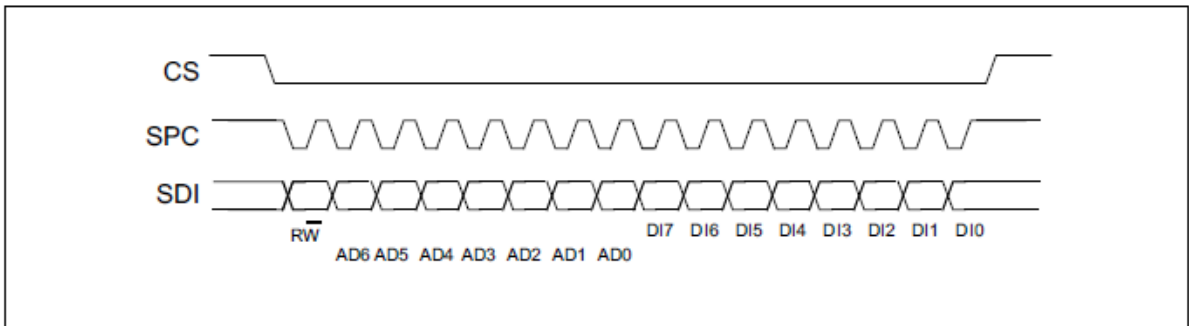 CS
SPC
SDI
RW̅ DI7 DI6 DI5 DI4 DI3 DI2 DI1 DI0
AD6 AD5 AD4 AD3 AD2 AD1 AD0